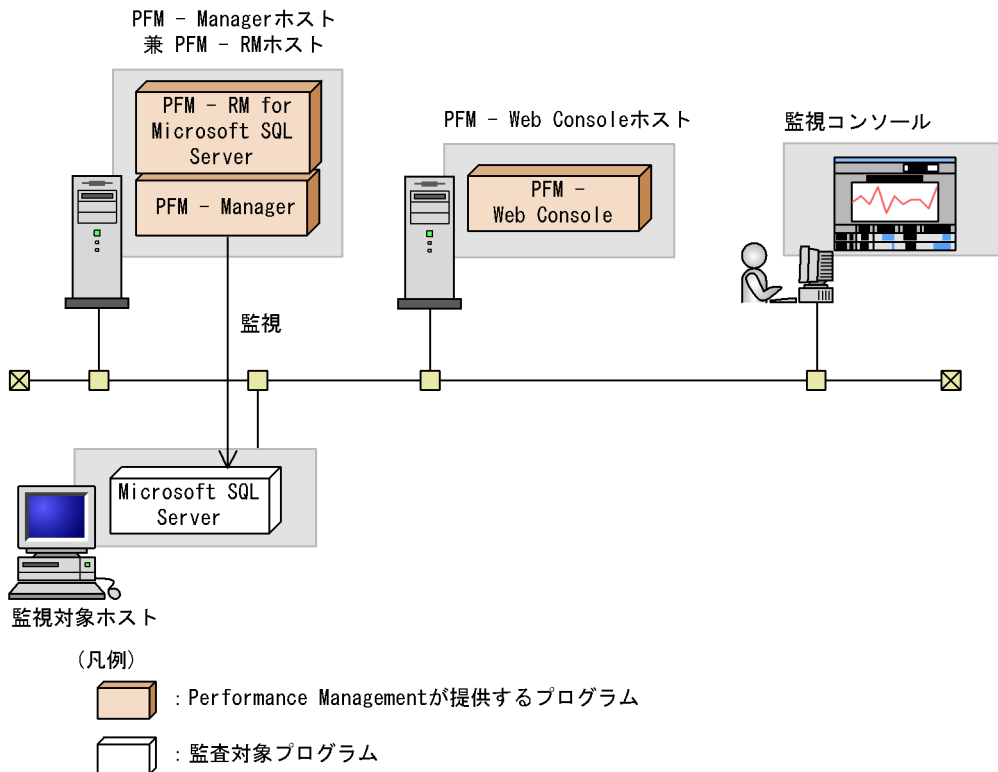 PFM - Managerホスト
兼 PFM - RMホスト
PFM - RM for
Microsoft SQL
Server
PFM - Manager
PFM - Web Consoleホスト
PFM -
Web Console
監視コンソール
監視
Microsoft SQL
Server
監視対象ホスト
(凡例)
: Performance Managementが提供するプログラム
: 監査対象プログラム